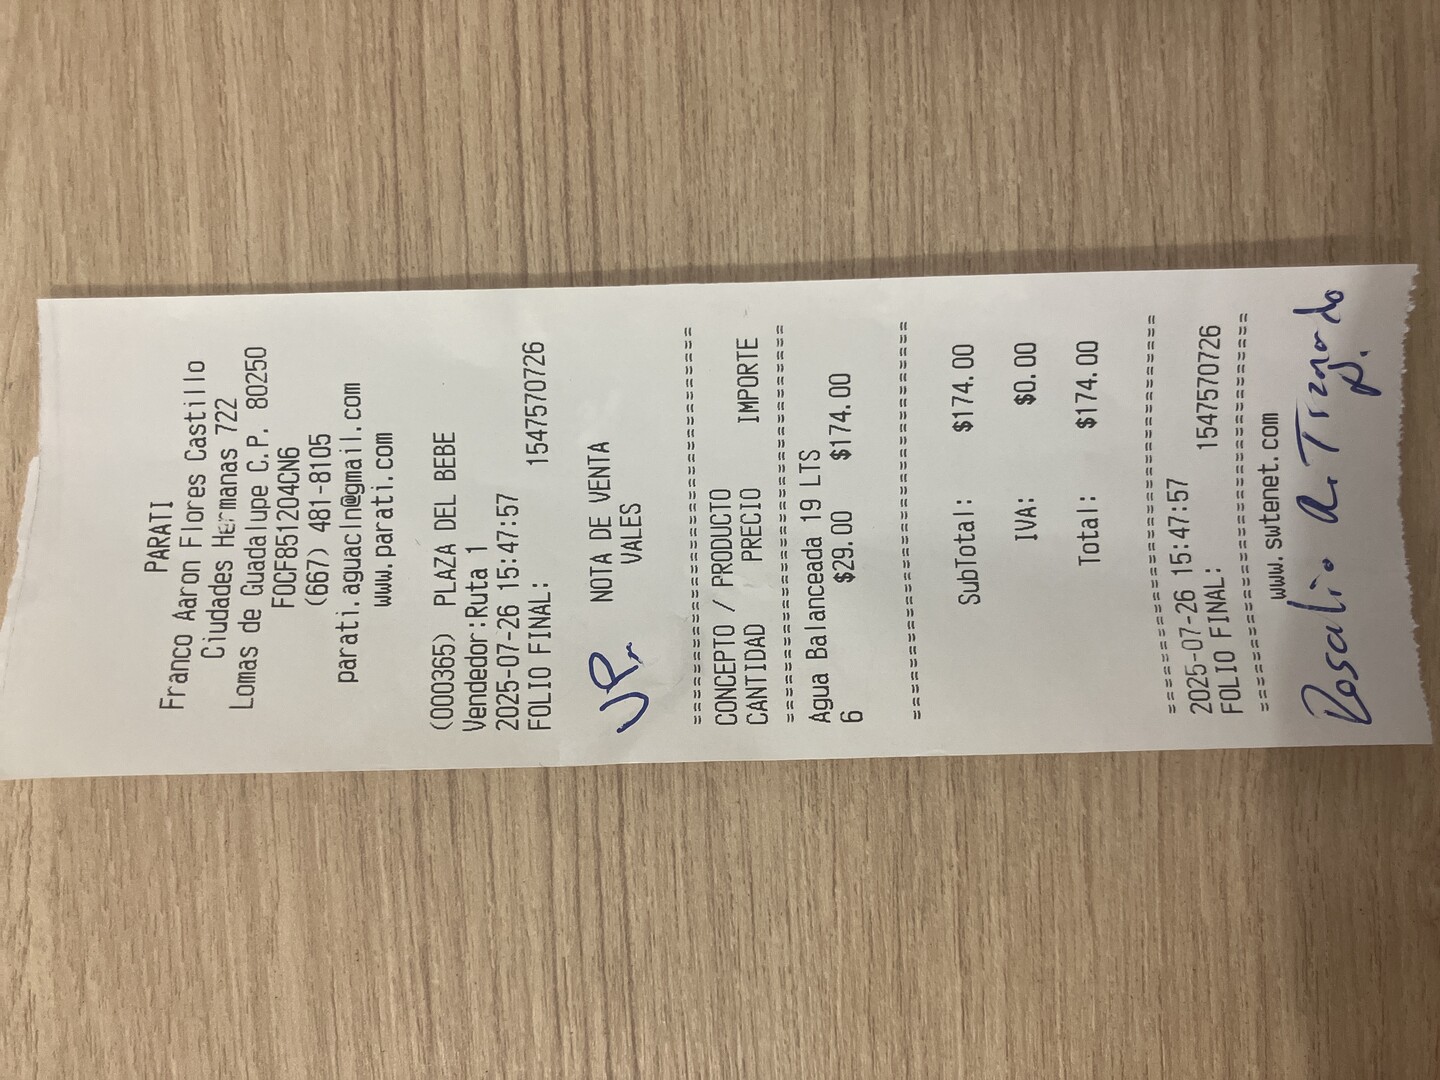 PARATI
Franco Aaron Flores Castillo
Ciudades Hermanas 722
Lomas de Guadalupe C.P. 80250
FOCF851204CN6
(667) 481-8105
parati.aguacln@gmail.com
www.parati.com
(000365) PLAZA DEL BEBE
Vendedor:Ruta 1
2025-07-26 15:47:57
FOLIO FINAL: 1547570726
NOTA DE VENTA
VALES
JP.
=====================================
CONCEPTO / PRODUCTO
CANTIDAD PRECIO IMPORTE
=====================================
Agua Balanceada 19 LTS
6 $29.00 $174.00
=====================================
SubTotal: $174.00
IVA: $0.00
Total: $174.00
=====================================
2025-07-26 15:47:57
FOLIO FINAL: 1547570726
=====================================
www.swtenet.com
Rosalio A.